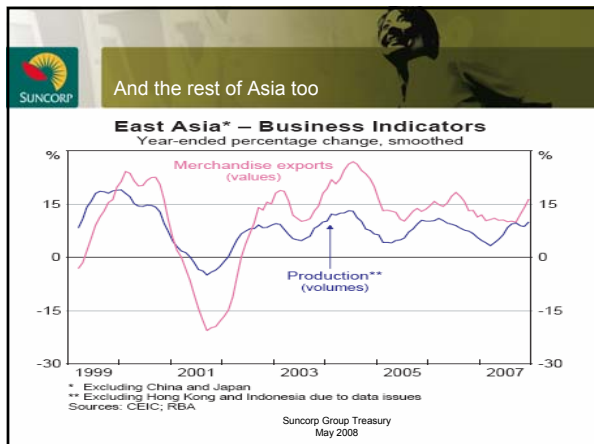 SUNCORP
And the rest of Asia too
East Asia* – Business Indicators
Year-ended percentage change, smoothed
% %
Merchandise exports
(values)
15 15
0 0
Production**
(volumes)
-15 -15
-30 -30
1999 2001 2003 2005 2007
* Excluding China and Japan
** Excluding Hong Kong and Indonesia due to data issues
Sources: CEIC; RBA
Suncorp Group Treasury
May 2008